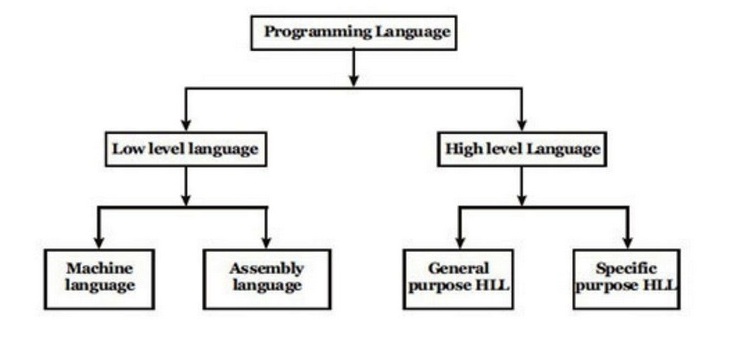 Programming Language
Low level language
High level Language
Machine
language
Assembly
language
General
purpose HLL
Specific
purpose HLL